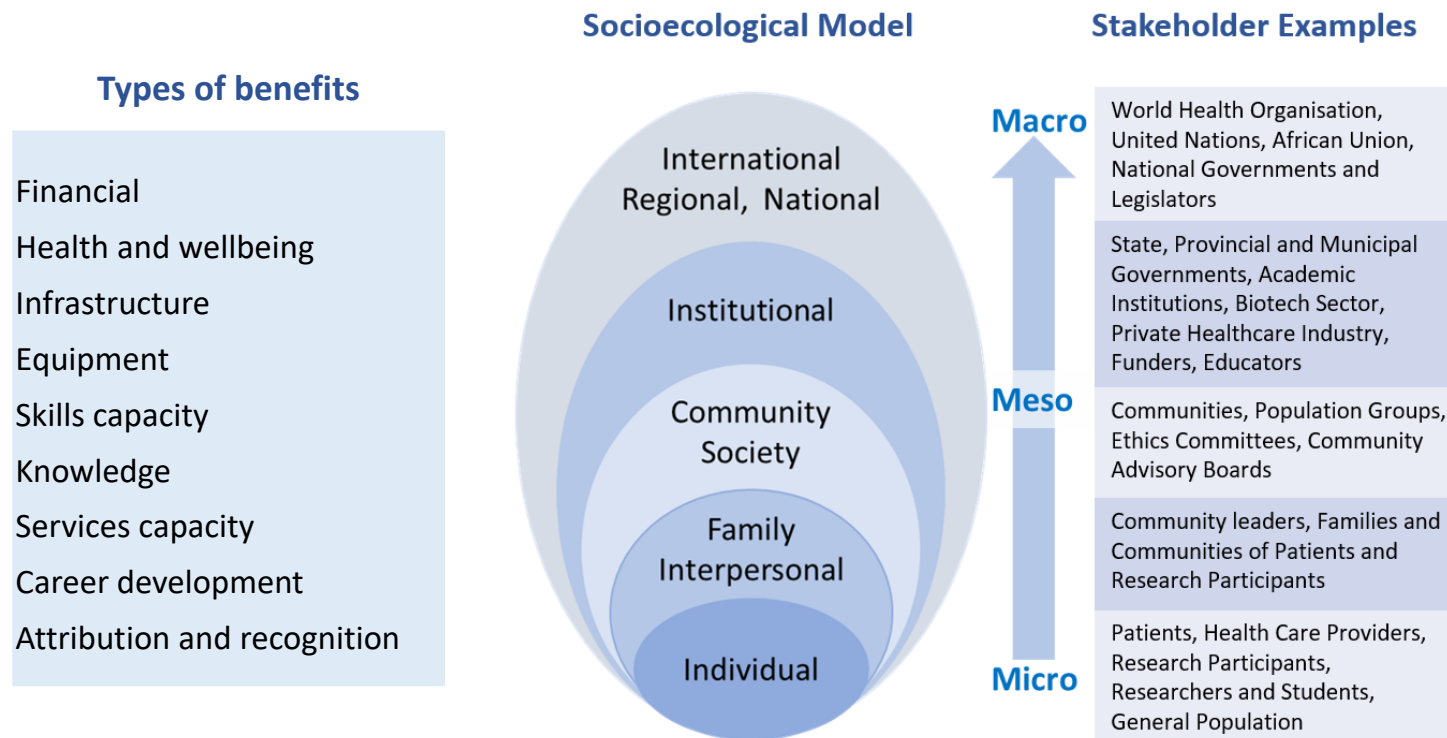 Types of benefits
Financial
Health and wellbeing
Infrastructure
Equipment
Skills capacity
Knowledge
Services capacity
Career development
Attribution and recognition
Socioecological Model
International
Regional,  National
Institutional
Community
Society
Family
Interpersonal
Individual
Macro
Meso
Micro
Stakeholder Examples
World Health Organisation,
United Nations, African Union,
National Governments and
Legislators
State, Provincial and Municipal
Governments, Academic
Institutions, Biotech Sector,
Private Healthcare Industry,
Funders, Educators
Communities, Population Groups,
Ethics Committees, Community
Advisory Boards
Community leaders, Families and
Communities of Patients and
Research Participants
Patients, Health Care Providers,
Research Participants,
Researchers and Students,
General Population